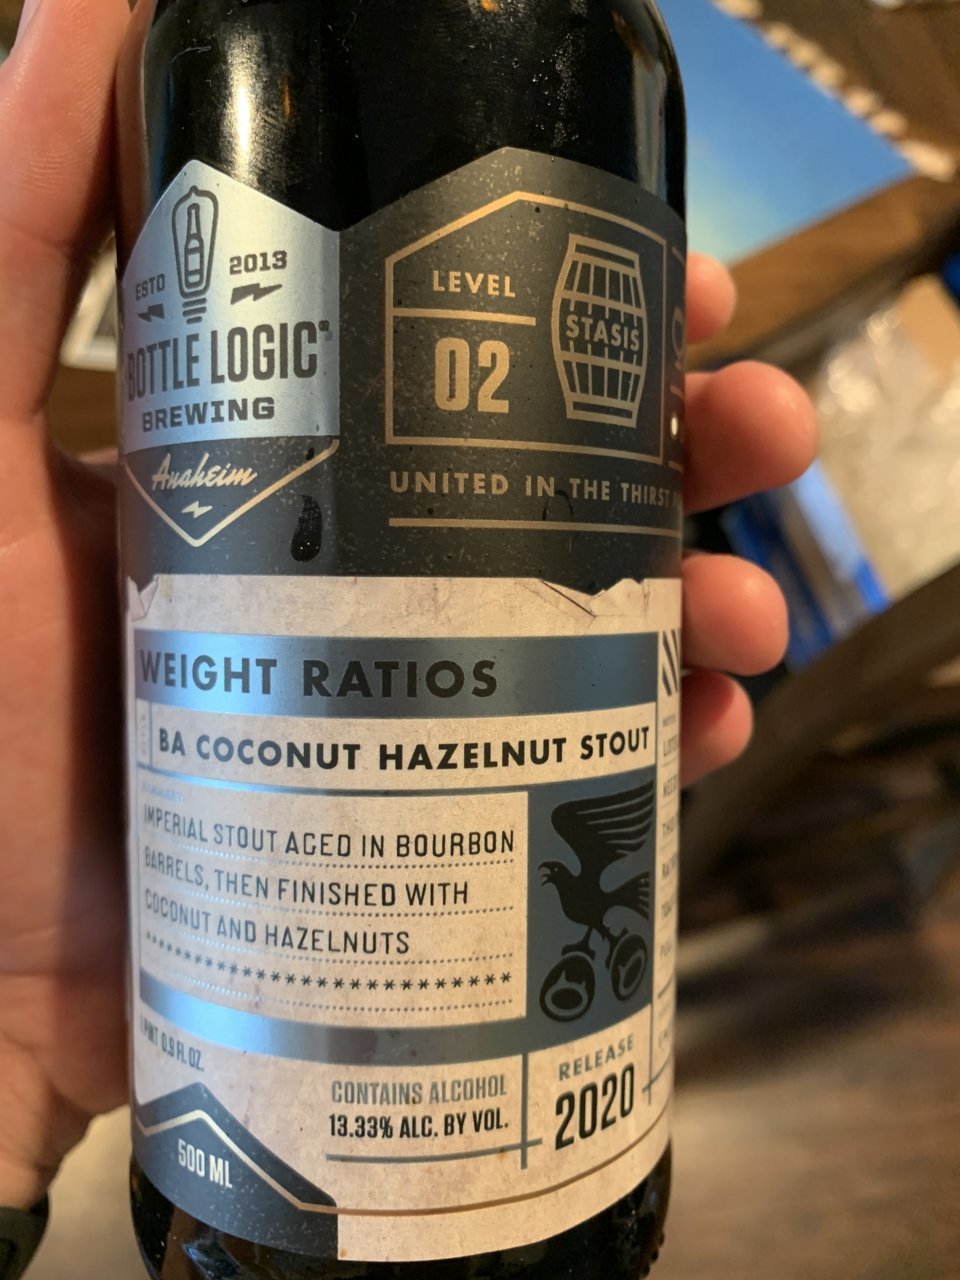 ESTD 2013
BOTTLE LOGIC
BREWING
Anaheim
LEVEL
02
STASIS
UNITED IN THE THIRST
WEIGHT RATIOS
BA COCONUT HAZELNUT STOUT
IMPERIAL STOUT AGED IN BOURBON
BARRELS, THEN FINISHED WITH
COCONUT AND HAZELNUTS
**********************
1 PINT 0.9 FL. OZ.
500 ML
CONTAINS ALCOHOL
13.33% ALC. BY VOL.
RELEASE
2020